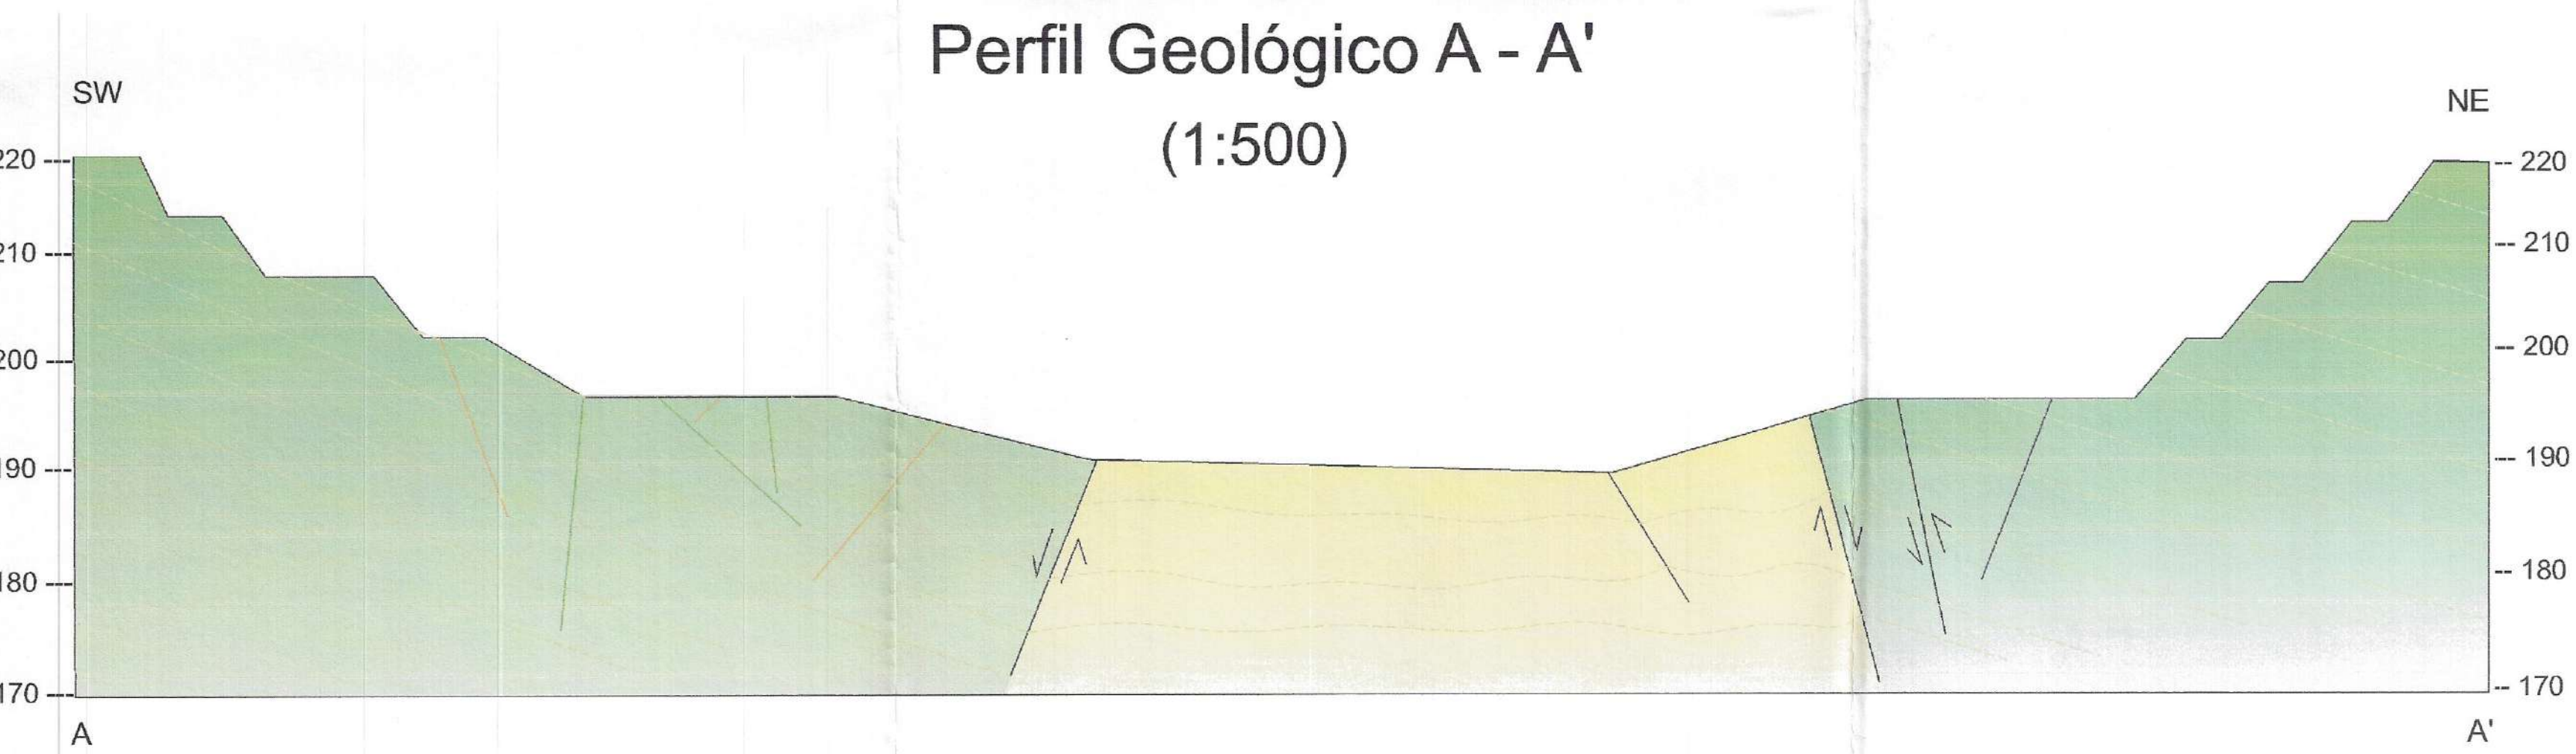 Perfil Geológico A - A'
(1:500)
SW
NE
220 --- -- 220
210 --- -- 210
200 --- -- 200
190 --- -- 190
180 --- -- 180
170 --- -- 170
A
A'